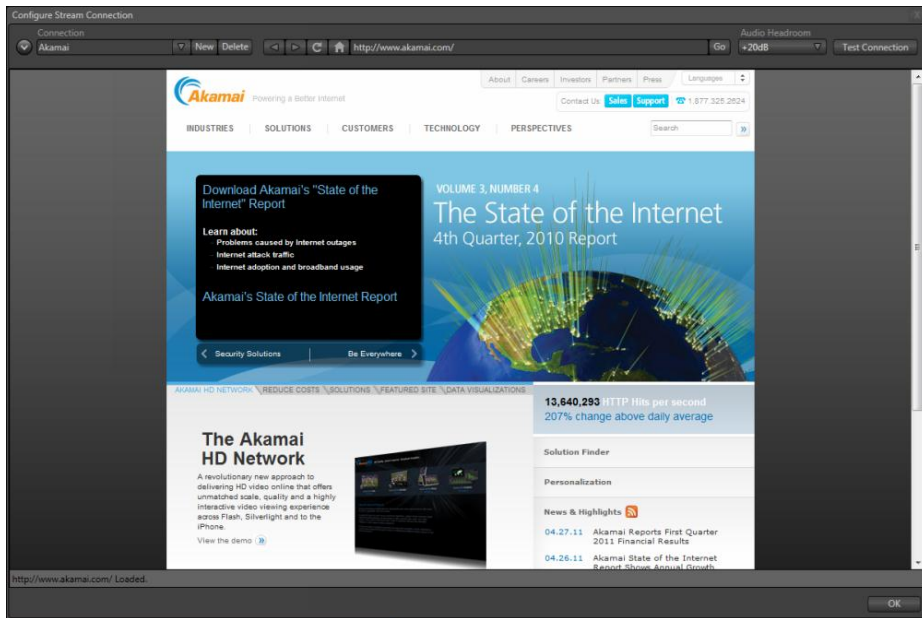 Configure Stream Connection
Connection
Audio Headroom
Akamai New Delete http://www.akamai.com/ Go +20dB Test Connection
About Careers Investors Partners Press Languages
Akamai Powering a Better Internet
Contact Us: Sales Support 1.877.325.2624
INDUSTRIES SOLUTIONS CUSTOMERS TECHNOLOGY PERSPECTIVES Search
Download Akamai's "State of the
Internet" Report
Learn about:
Problems caused by Internet outages
Internet attack traffic
Internet adoption and broadband usage
Akamai's State of the Internet Report
Security Solutions Be Everywhere
VOLUME 3, NUMBER 4
The State of the Internet
4th Quarter, 2010 Report
AKAMAI HD NETWORK REDUCE COSTS SOLUTIONS FEATURED SITE DATA VISUALIZATIONS
The Akamai
HD Network
A revolutionary new approach to
delivering HD video online that offers
unmatched scale, quality and a highly
interactive video viewing experience
across Flash, Silverlight and to the
iPhone.
View the demo
13,640,293 HTTP Hits per second
207% change above daily average
Solution Finder
Personalization
News & Highlights
04.27.11 Akamai Reports First Quarter
2011 Financial Results
04.26.11 Akamai State of the Internet
Report Shows Annual Growth
http://www.akamai.com/ Loaded.
OK